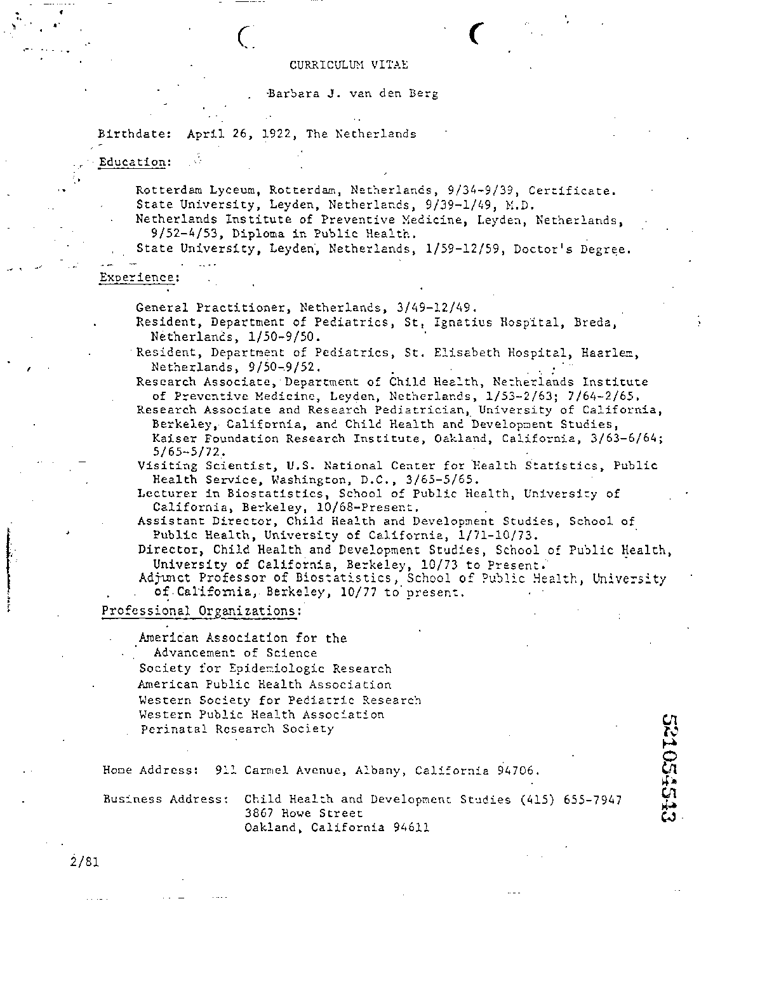 CURRICULUM VITAE
Barbara J. van den Berg
Birthdate: April 26, 1922, The Netherlands
Education:
Rotterdam Lyceum, Rotterdam, Netherlands, 9/34-9/39, Certificate.
State University, Leyden, Netherlands, 9/39-1/49, M.D.
Netherlands Institute of Preventive Medicine, Leyden, Netherlands,
9/52-4/53, Diploma in Public Health.
State University, Leyden, Netherlands, 1/59-12/59, Doctor's Degree.
Experience:
General Practitioner, Netherlands, 3/49-12/49.
Resident, Department of Pediatrics, St. Ignatius Hospital, Breda,
Netherlands, 1/50-9/50.
Resident, Department of Pediatrics, St. Elisabeth Hospital, Haarlem,
Netherlands, 9/50-9/52.
Research Associate, Department of Child Health, Netherlands Institute
of Preventive Medicine, Leyden, Netherlands, 1/53-2/63; 7/64-2/65.
Research Associate and Research Pediatrician, University of California,
Berkeley, California, and Child Health and Development Studies,
Kaiser Foundation Research Institute, Oakland, California, 3/63-6/64;
5/65-5/72.
Visiting Scientist, U.S. National Center for Health Statistics, Public
Health Service, Washington, D.C., 3/65-5/65.
Lecturer in Biostatistics, School of Public Health, University of
California, Berkeley, 10/68-Present.
Assistant Director, Child Health and Development Studies, School of
Public Health, University of California, 1/71-10/73.
Director, Child Health and Development Studies, School of Public Health,
University of California, Berkeley, 10/73 to Present.
Adjunct Professor of Biostatistics, School of Public Health, University
of California, Berkeley, 10/77 to present.
Professional Organizations:
American Association for the
Advancement of Science
Society for Epidemiologic Research
American Public Health Association
Western Society for Pediatric Research
Western Public Health Association
Perinatal Research Society
Home Address: 911 Carmel Avenue, Albany, California 94706.
Business Address: Child Health and Development Studies (415) 655-7947
3867 Howe Street
Oakland, California 94611
2/81
521054543